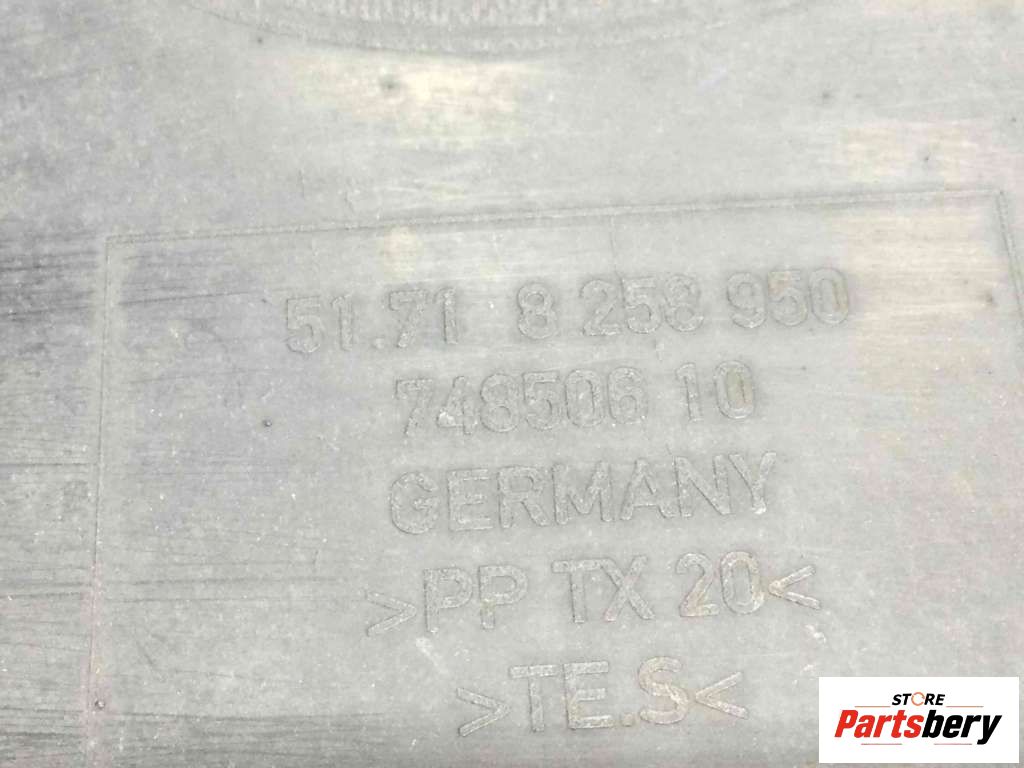 51.71 8 258 950
748506 10
GERMANY
>PP TX 20<
>TE.S<
STORE
Partsbery